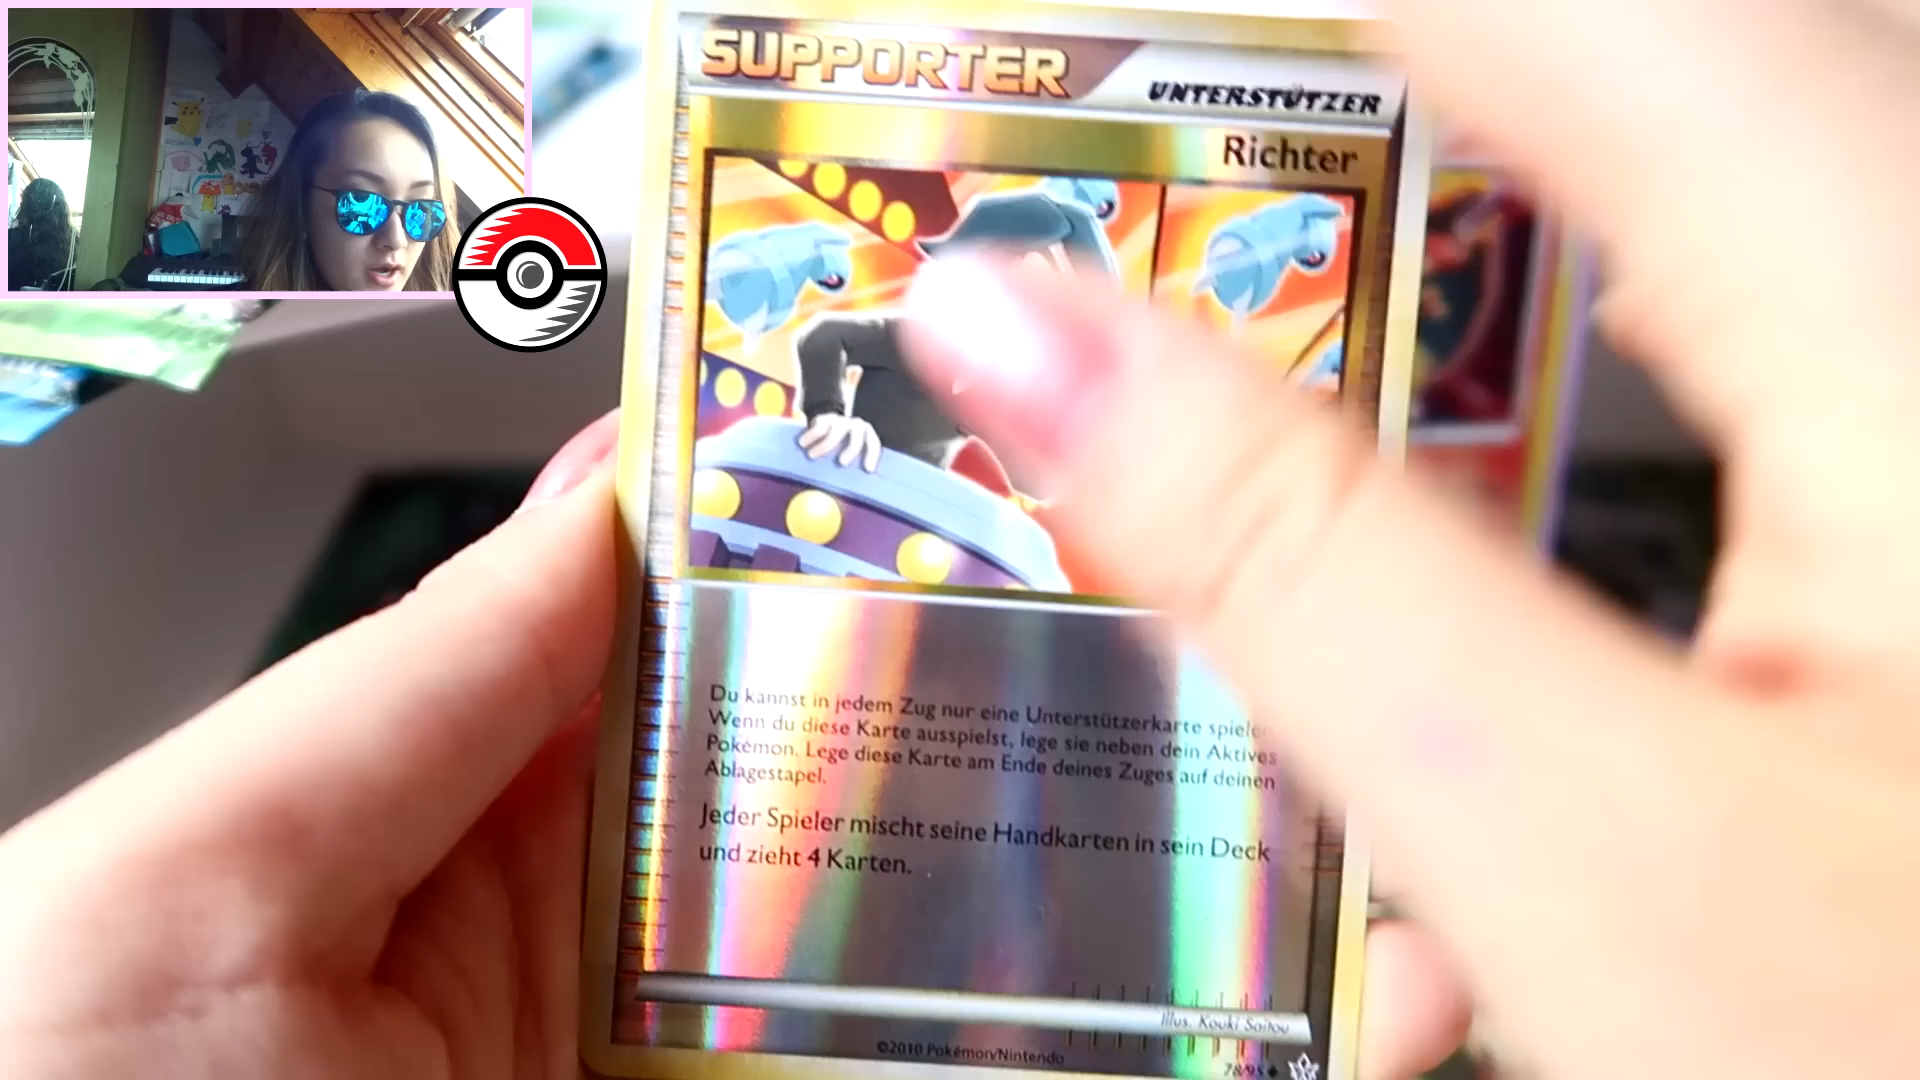 SUPPORTER
UNTERSTÜTZER
Richter
Du kannst in jedem Zug nur eine Unterstützerkarte
Wenn du diese Karte ausspielst, lege sie neben dein Aktives
Pokémon. Lege diese Karte am Ende deines Zuges auf deinen
Ablagestapel.
Jeder Spieler mischt seine Handkarten in sein Deck
und zieht 4 Karten.
Illus. Kouki Saitou
©2010 Pokémon/Nintendo
78/95